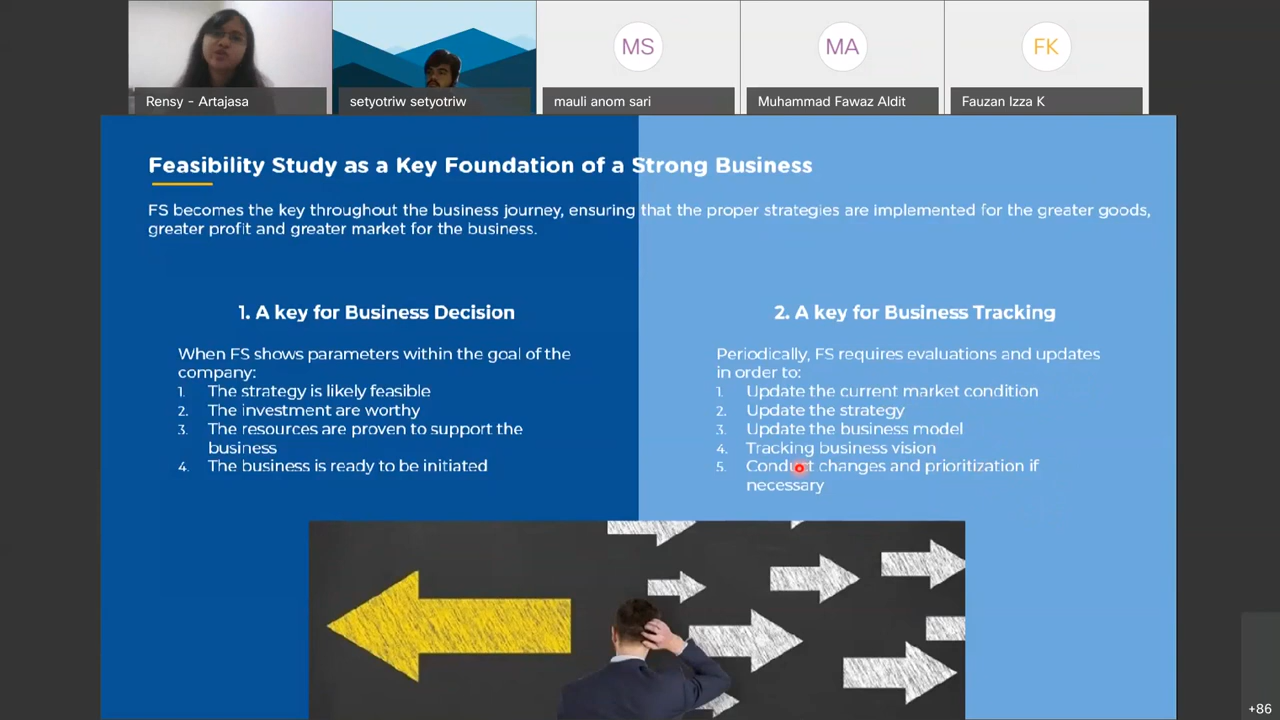 MS
MA
FK
Rensy - Artajasa
setyotriw setyotriw
mauli anom sari
Muhammad Fawaz Aldit
Fauzan Izza K
Feasibility Study as a Key Foundation of a Strong Business
FS becomes the key throughout the business journey, ensuring that the proper strategies are implemented for the greater goods,
greater profit and greater market for the business.
1. A key for Business Decision
When FS shows parameters within the goal of the
company:
1. The strategy is likely feasible
2. The investment are worthy
3. The resources are proven to support the
business
4. The business is ready to be initiated
2. A key for Business Tracking
Periodically, FS requires evaluations and updates
in order to:
1. Update the current market condition
2. Update the strategy
3. Update the business model
4. Tracking business vision
5. Conduct changes and prioritization if
necessary
+86